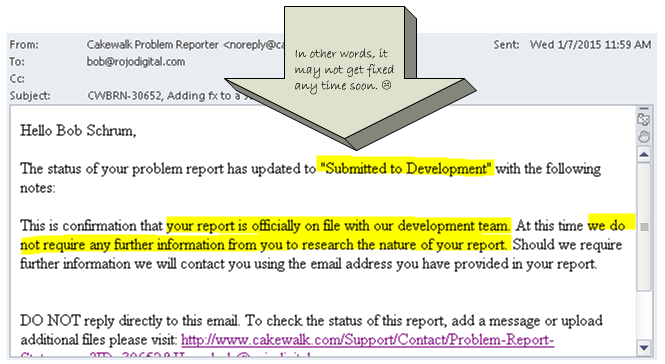 From: Cakewalk Problem Reporter <noreply@ca
Sent: Wed 1/7/2015 11:59 AM
To: bob@rojodigital.com
Cc:
Subject: CWBRN-30652, Adding fx to a
In other words, it
may not get fixed
any time soon. ☹
Hello Bob Schrum,
The status of your problem report has updated to "Submitted to Development" with the following
notes:
This is confirmation that your report is officially on file with our development team. At this time we do
not require any further information from you to research the nature of your report. Should we require
further information we will contact you using the email address you have provided in your report.
DO NOT reply directly to this email. To check the status of this report, add a message or upload
additional files please visit: http://www.cakewalk.com/Support/Contact/Problem-Report-